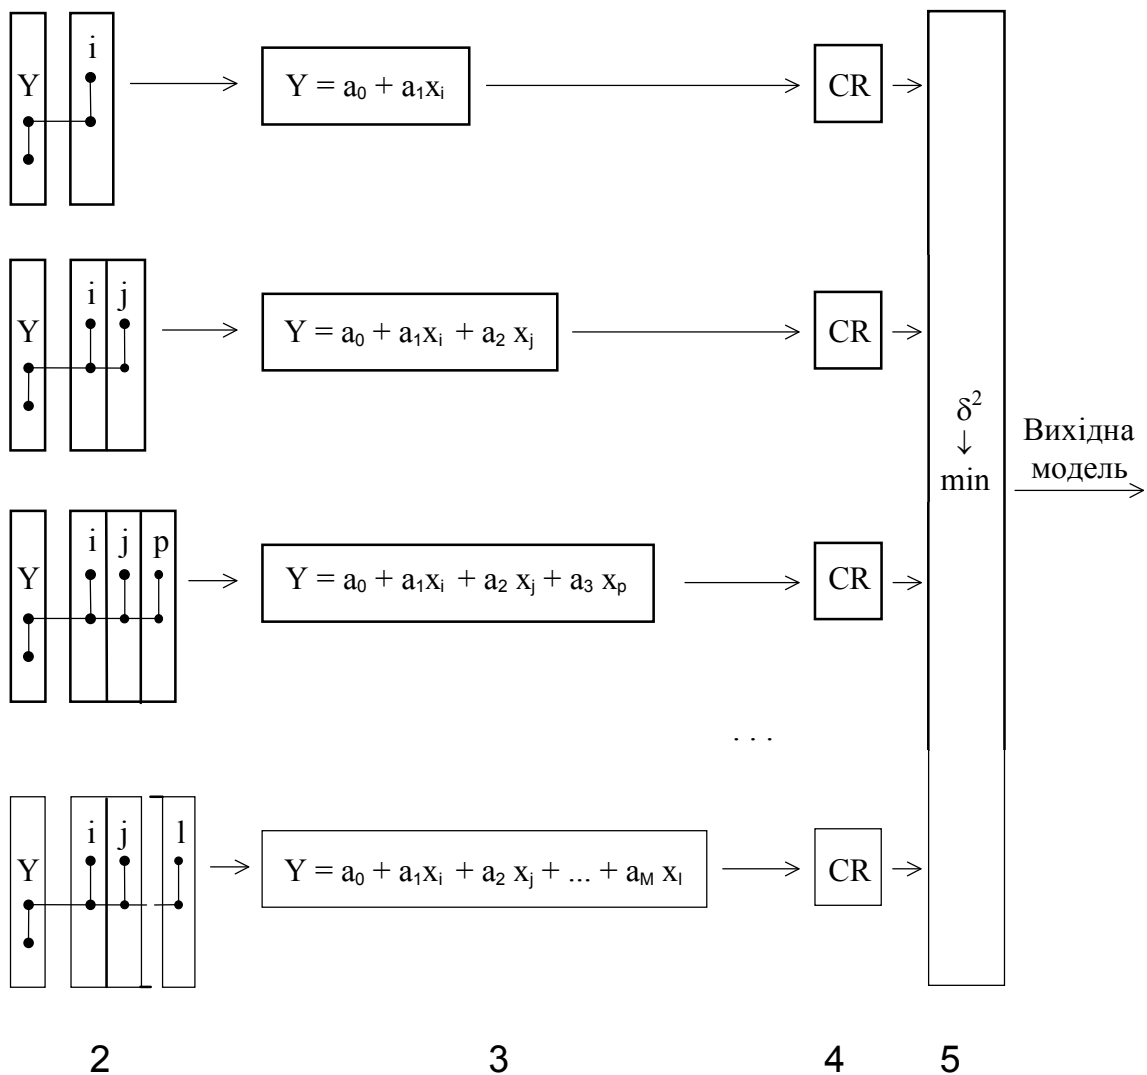 i
Y
Y = a₀ + a₁xᵢ
CR
i j
Y
Y = a₀ + a₁xᵢ + a₂ xⱼ
CR
δ²
↓
min
Вихідна
модель
i j p
Y
Y = a₀ + a₁xᵢ + a₂ xⱼ + a₃ xₚ
CR
. . .
i j l
Y
Y = a₀ + a₁xᵢ + a₂ xⱼ + ... + a_M xₗ
CR
2 3 4 5